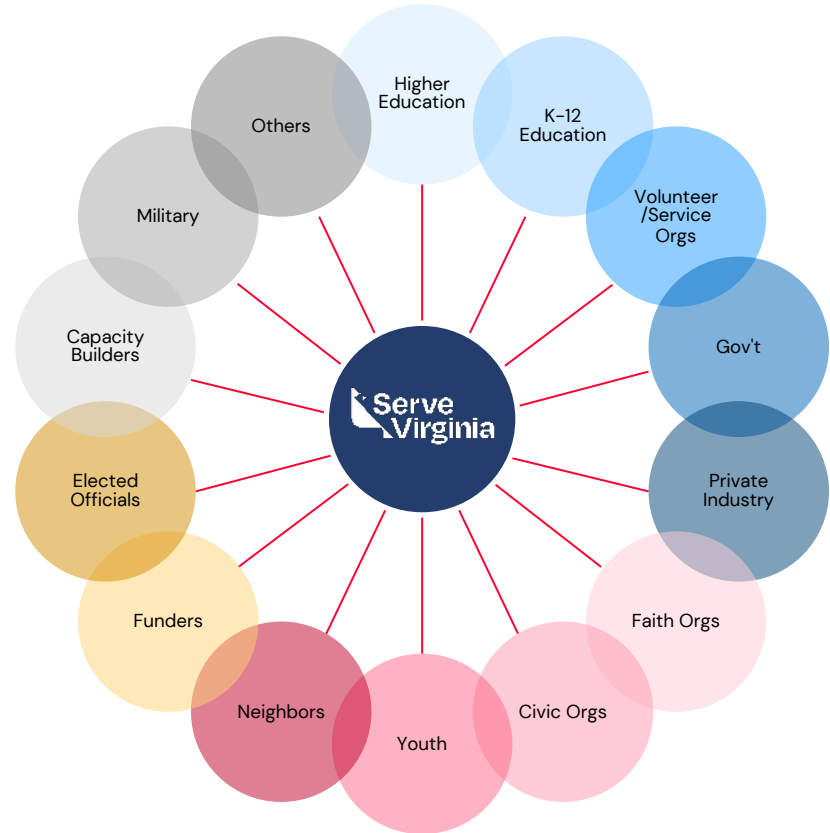 Higher
Education
K-12
Education
Volunteer
/Service
Orgs
Gov't
Private
Industry
Faith Orgs
Civic Orgs
Youth
Neighbors
Funders
Elected
Officials
Capacity
Builders
Military
Others
Serve
Virginia